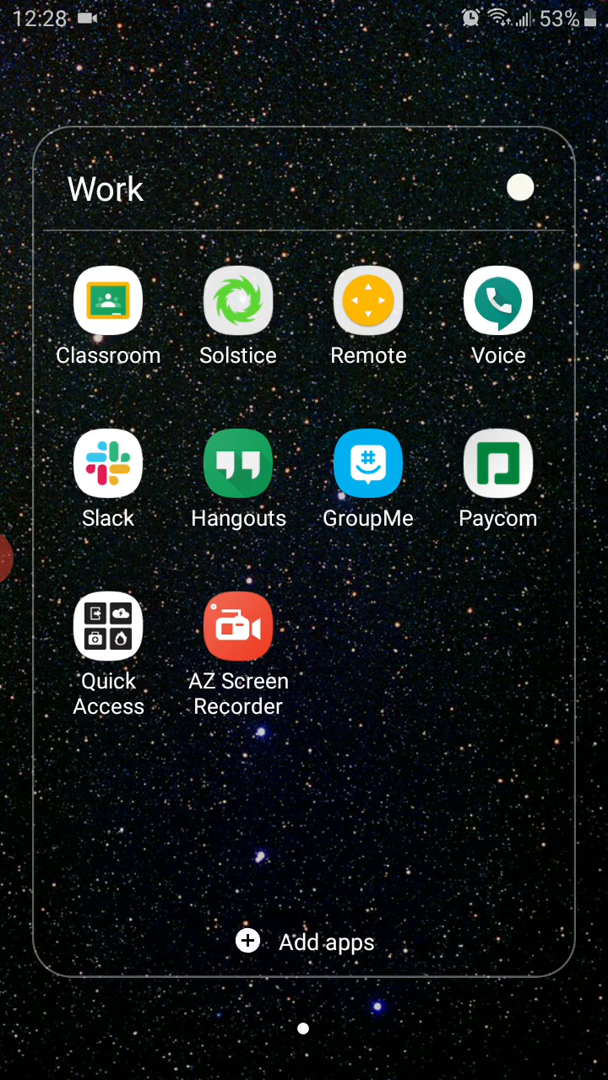 12:28 53%
Work
Classroom Solstice Remote Voice
Slack Hangouts GroupMe Paycom
Quick AZ Screen
Access Recorder
Add apps